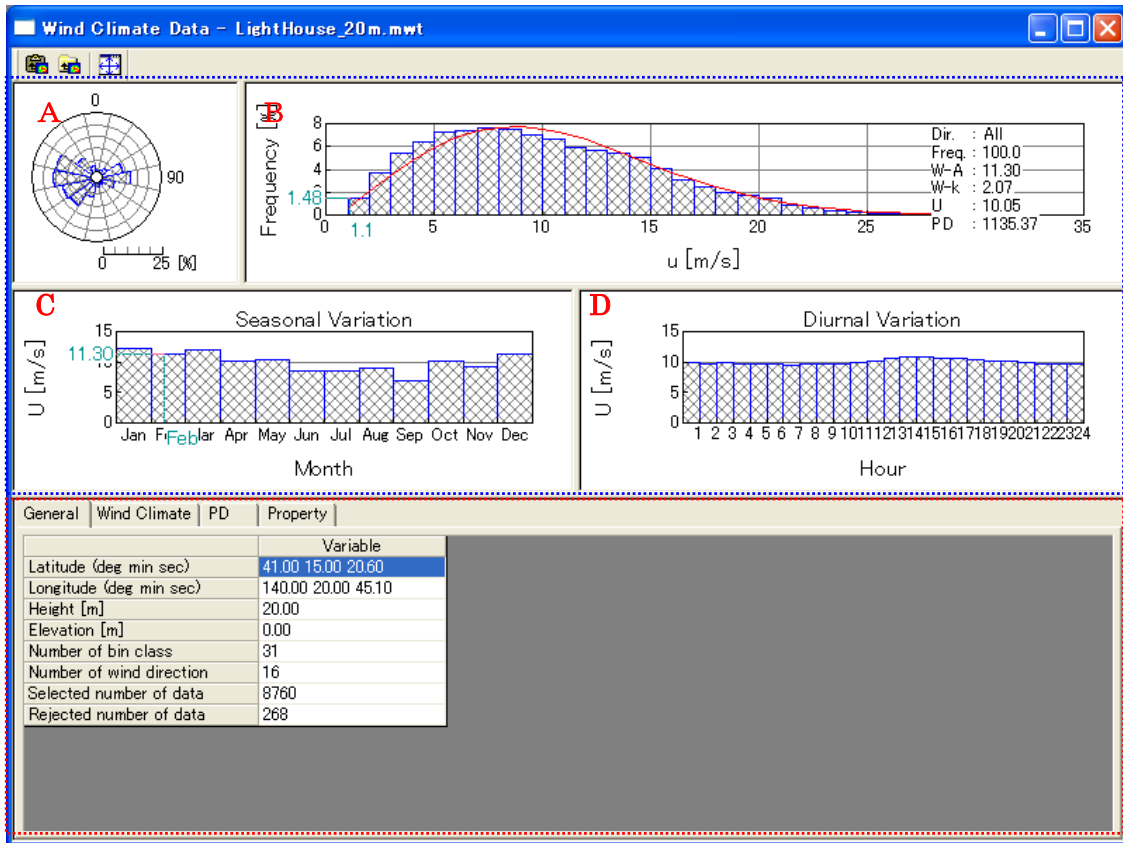 Wind Climate Data - LightHouse_20m.mwt
A
0
90
0 25 [%]
B
Frequency [%]
8
6
4
2
0
1.48
1.1
0 5 10 15 20 25 35
u [m/s]
Dir. : All
Freq. : 100.0
W-A : 11.30
W-k : 2.07
U : 10.05
PD : 1135.37
C
Seasonal Variation
U [m/s]
15
11.30
5
0
Jan Feb Mar Apr May Jun Jul Aug Sep Oct Nov Dec
Month
D
Diurnal Variation
U [m/s]
15
10
5
0
1 2 3 4 5 6 7 8 9 10 11 12 13 14 15 16 17 18 19 20 21 22 23 24
Hour
General Wind Climate PD Property
Variable
Latitude (deg min sec) 41.00 15.00 20.60
Longitude (deg min sec) 140.00 20.00 45.10
Height [m] 20.00
Elevation [m] 0.00
Number of bin class 31
Number of wind direction 16
Selected number of data 8760
Rejected number of data 268